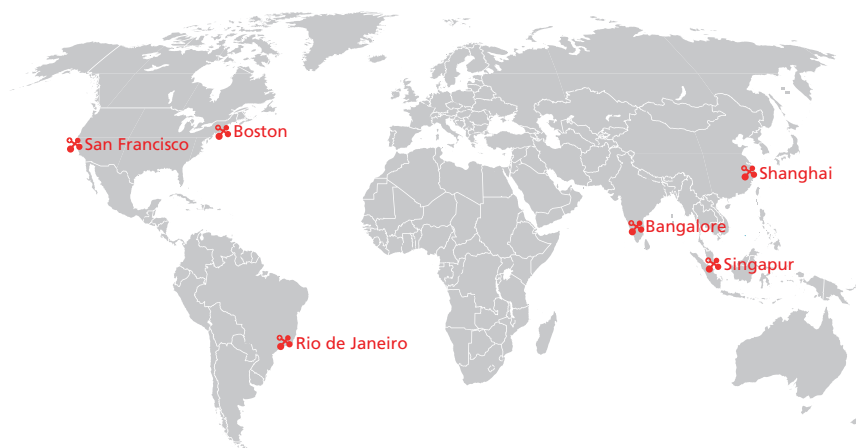 Boston
San Francisco
Shanghai
Bangalore
Singapur
Rio de Janeiro